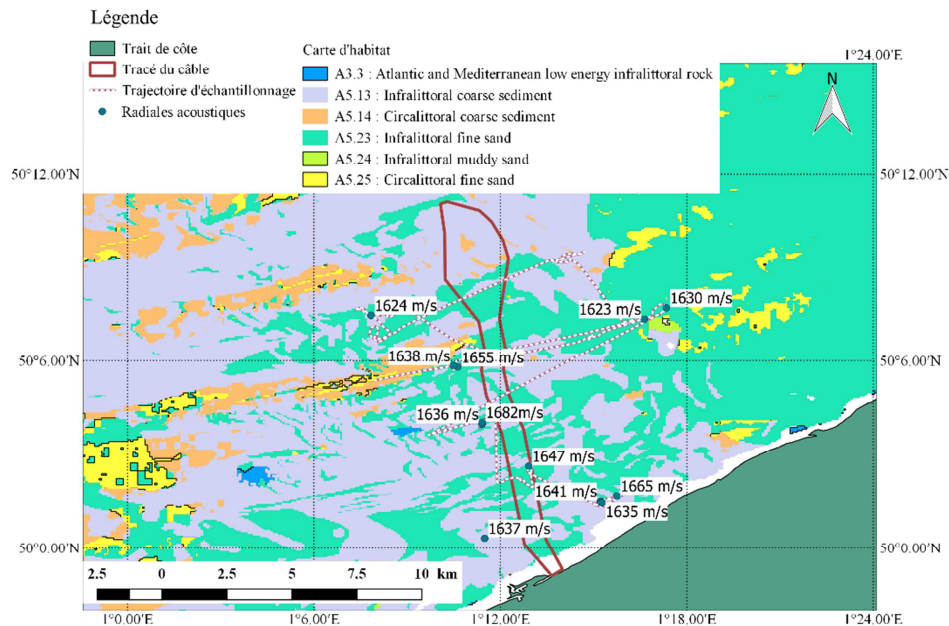 Légende
Trait de côte
Tracé du câble
Trajectoire d'échantillonnage
Radiales acoustiques
Carte d'habitat
A3.3 : Atlantic and Mediterranean low energy infralittoral rock
A5.13 : Infralittoral coarse sediment
A5.14 : Circalittoral coarse sediment
A5.23 : Infralittoral fine sand
A5.24 : Infralittoral muddy sand
A5.25 : Circalittoral fine sand
1°24.00'E
N
50°12.00'N
50°12.00'N
1624 m/s
1623 m/s
1630 m/s
50°6.00'N
1638 m/s
1655 m/s
50°6.00'N
1636 m/s
1682m/s
1647 m/s
1641 m/s
1665 m/s
1635 m/s
1637 m/s
50°0.00'N
50°0.00'N
2.5 0 2.5 5 7.5 10 km
1°0.00'E
1°6.00'E
1°12.00'E
1°18.00'E
1°24.00'E